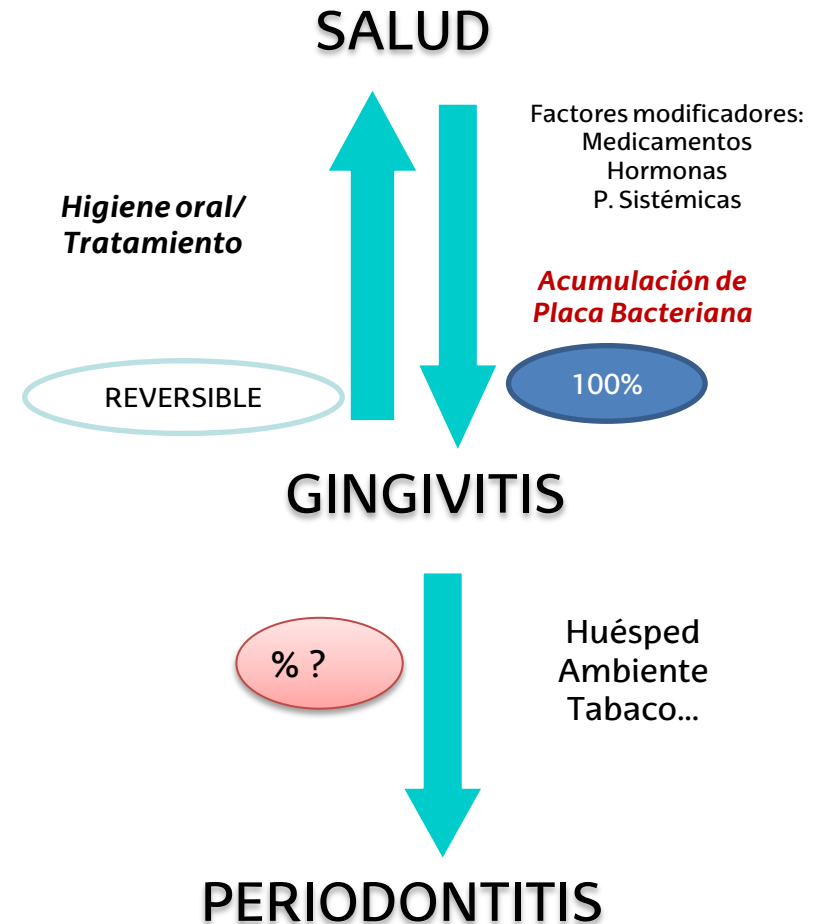 SALUD
Factores modificadores:
Medicamentos
Hormonas
P. Sistémicas
Higiene oral/
Tratamiento
Acumulación de
Placa Bacteriana
REVERSIBLE
100%
GINGIVITIS
% ?
Huésped
Ambiente
Tabaco...
PERIODONTITIS